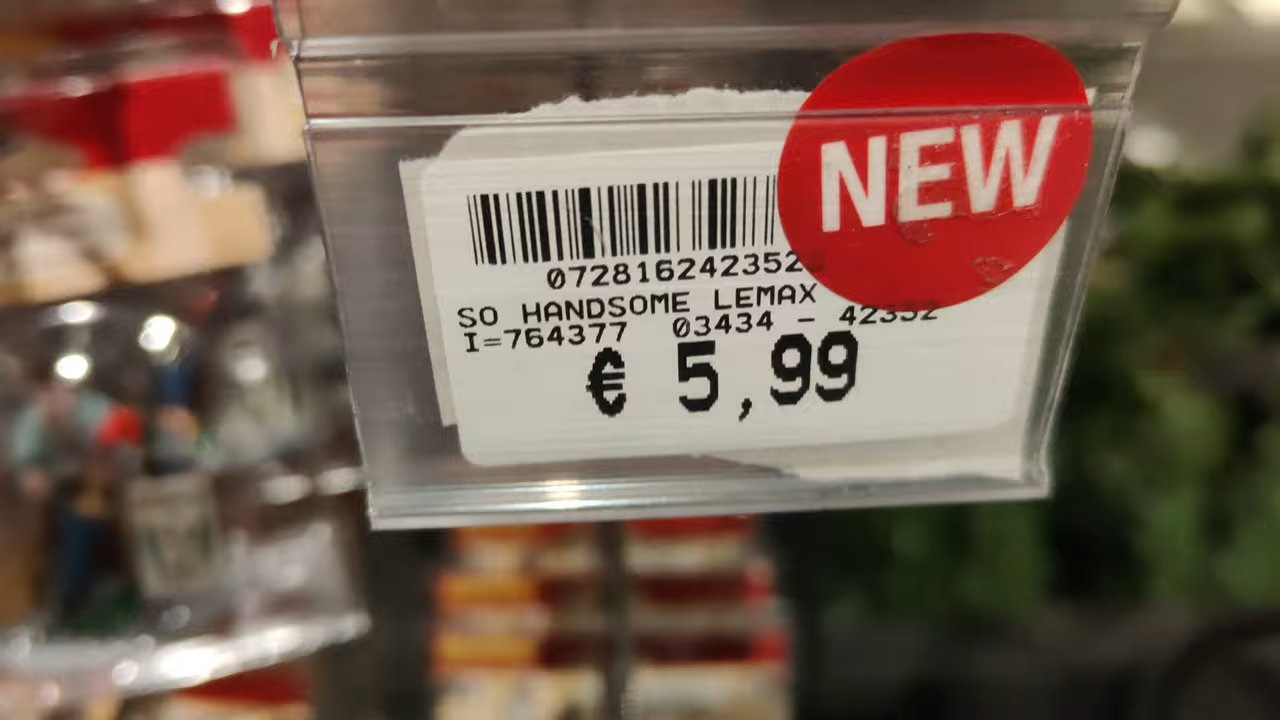 NEW
072816242352
SO HANDSOME LEMAX
I=764377 03434 - 42352
€ 5,99